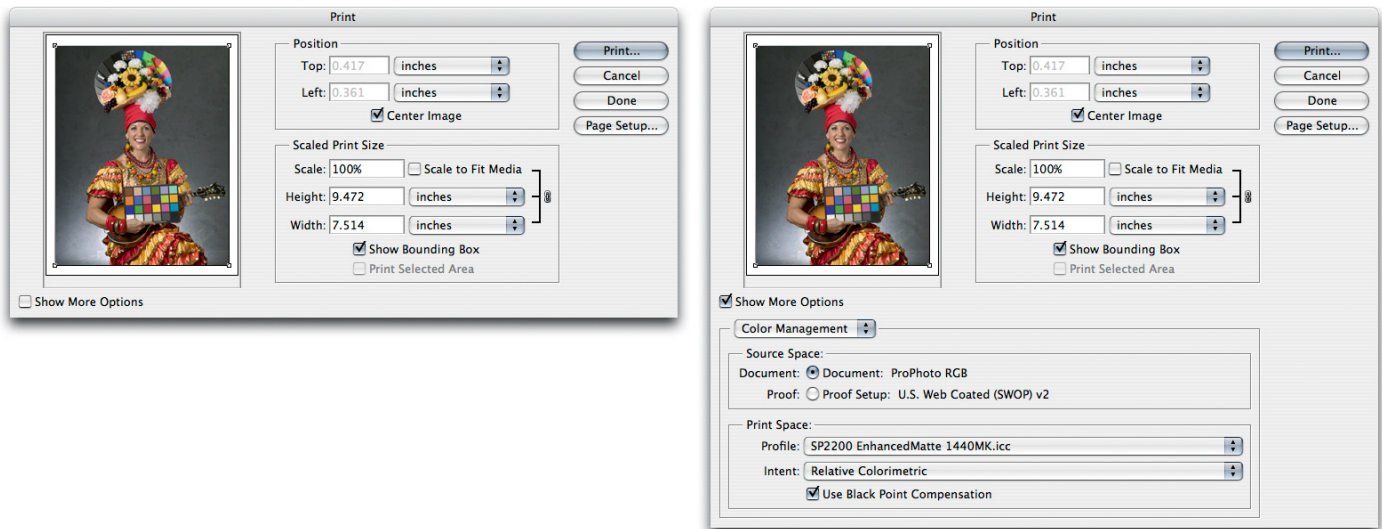 Print
Position
Top: 0.417 inches
Left: 0.361 inches
Center Image
Print...
Cancel
Done
Page Setup...
Scaled Print Size
Scale: 100% Scale to Fit Media
Height: 9.472 inches
Width: 7.514 inches
Show Bounding Box
Print Selected Area
Show More Options
Print
Position
Top: 0.417 inches
Left: 0.361 inches
Center Image
Print...
Cancel
Done
Page Setup...
Scaled Print Size
Scale: 100% Scale to Fit Media
Height: 9.472 inches
Width: 7.514 inches
Show Bounding Box
Print Selected Area
Show More Options
Color Management
Source Space:
Document: Document: ProPhoto RGB
Proof: Proof Setup: U.S. Web Coated (SWOP) v2
Print Space:
Profile: SP2200 EnhancedMatte 1440MK.icc
Intent: Relative Colorimetric
Use Black Point Compensation